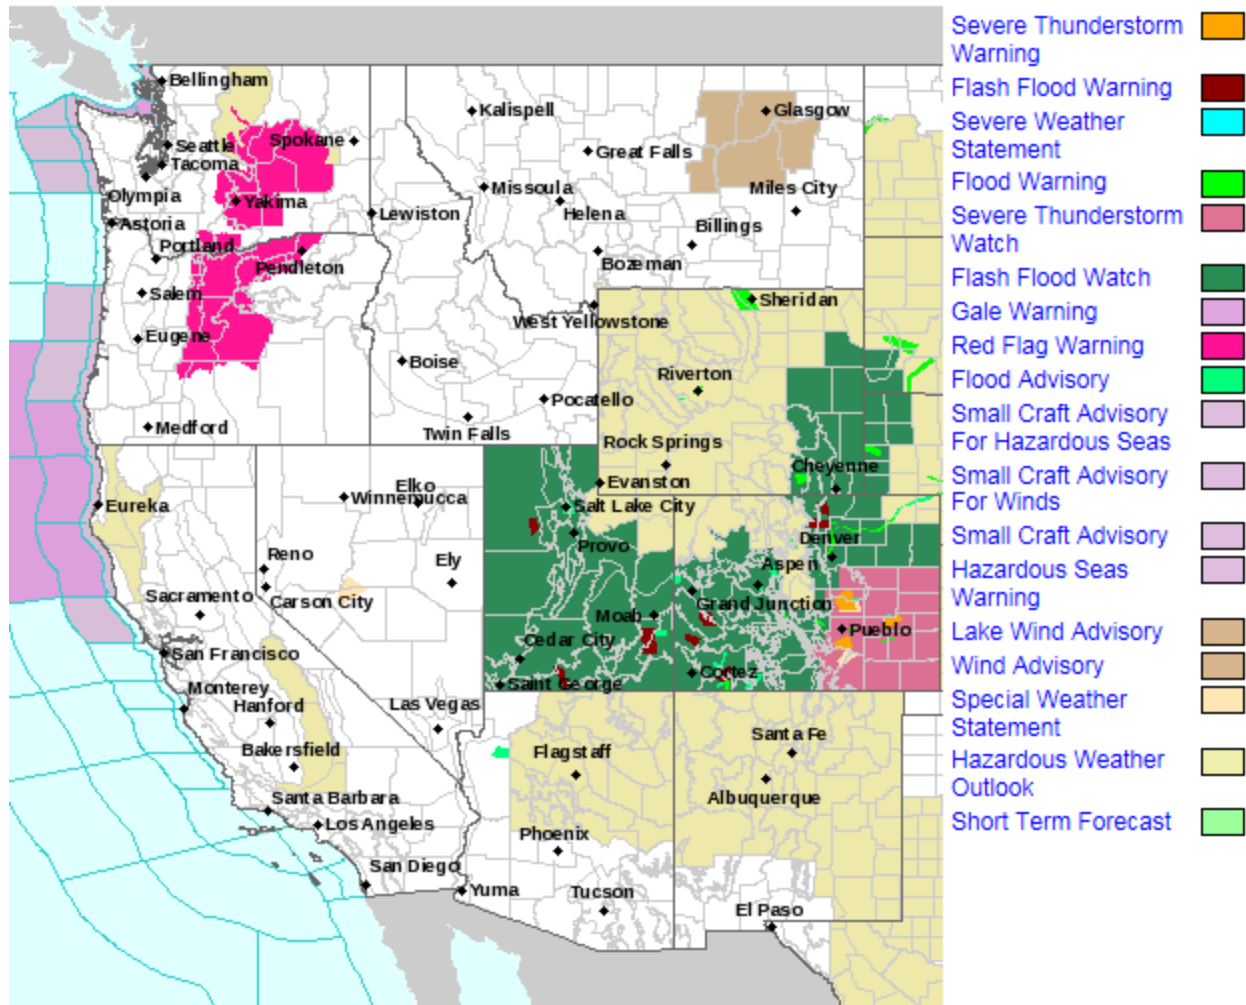 Bellingham
Kalispell
Glasgow
Seattle
Spokane
Great Falls
Tacoma
Olympia
Missoula
Miles City
Yakima
Helena
Astoria
Lewiston
Billings
Portland
Pendleton
Bozeman
Salem
Sheridan
West Yellowstone
Eugene
Boise
Riverton
Pocatello
Medford
Twin Falls
Rock Springs
Cheyenne
Elko
Evanston
Winnemucca
Eureka
Salt Lake City
Denver
Provo
Reno
Ely
Aspen
Sacramento
Carson City
Grand Junction
Moab
Pueblo
Cedar City
San Francisco
Cortez
Saint George
Monterey
Hanford
Las Vegas
Santa Fe
Bakersfield
Flagstaff
Albuquerque
Santa Barbara
Los Angeles
Phoenix
San Diego
Yuma
Tucson
El Paso
Severe Thunderstorm
Warning
Flash Flood Warning
Severe Weather
Statement
Flood Warning
Severe Thunderstorm
Watch
Flash Flood Watch
Gale Warning
Red Flag Warning
Flood Advisory
Small Craft Advisory
For Hazardous Seas
Small Craft Advisory
For Winds
Small Craft Advisory
Hazardous Seas
Warning
Lake Wind Advisory
Wind Advisory
Special Weather
Statement
Hazardous Weather
Outlook
Short Term Forecast